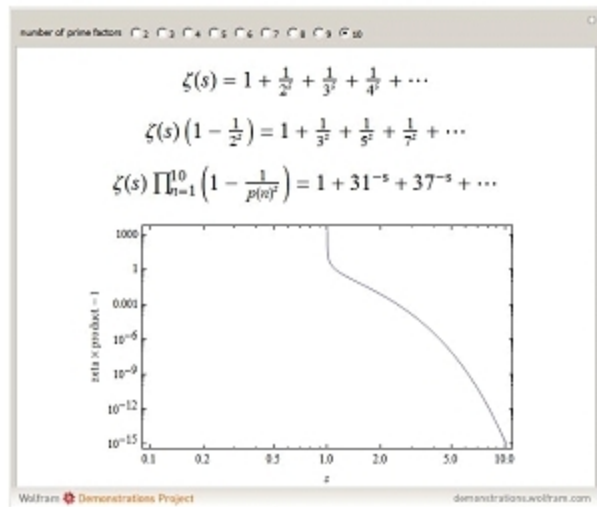 number of prime factors 2 3 4 5 6 7 8 9 10
ζ(s) = 1 + 1/2^s + 1/3^s + 1/4^s + ⋯
ζ(s) (1 − 1/2^s) = 1 + 1/3^s + 1/5^s + 1/7^s + ⋯
ζ(s) ∏_{n=1}^{10} (1 − 1/p(n)^s) = 1 + 31^{−s} + 37^{−s} + ⋯
zeta × product − 1
1000
1
0.001
10^{−6}
10^{−9}
10^{−12}
10^{−15}
0.1 0.2 0.5 1.0 2.0 5.0 10.0
s
Wolfram Demonstrations Project demonstrations.wolfram.com